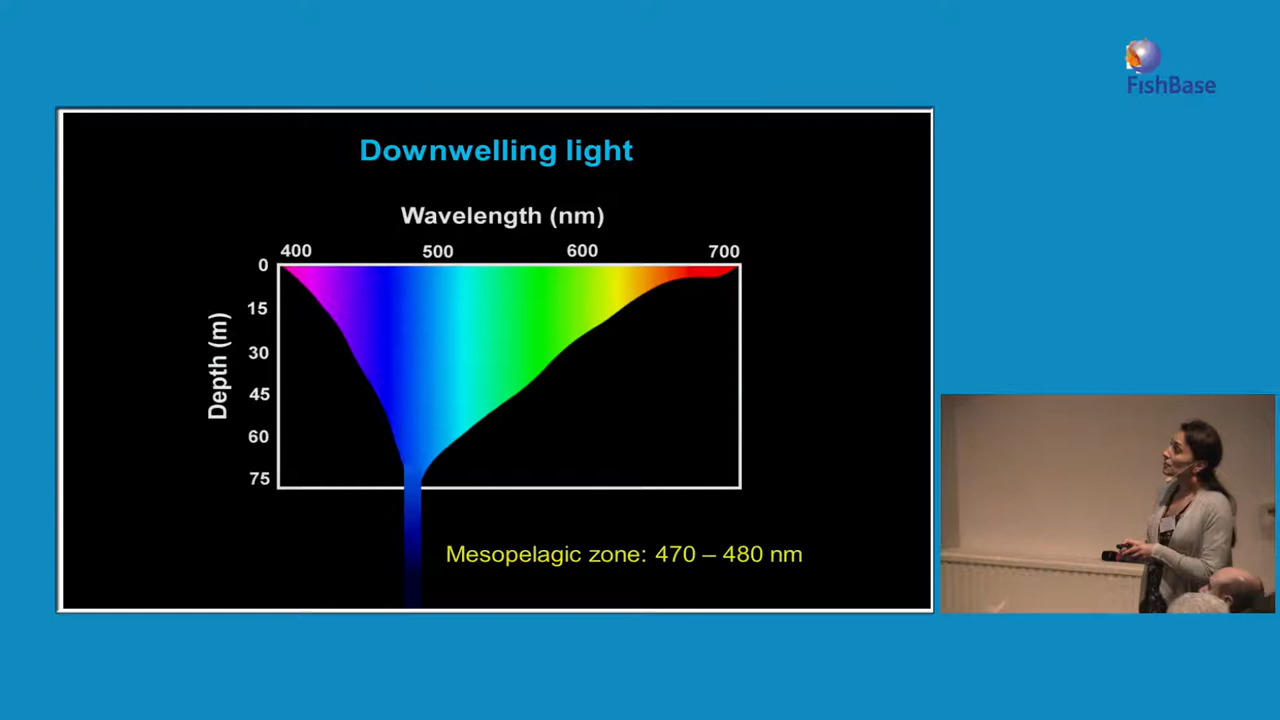 FishBase
Downwelling light
Wavelength (nm)
400 500 600 700
0
15
30
45
60
75
Depth (m)
Mesopelagic zone: 470 – 480 nm